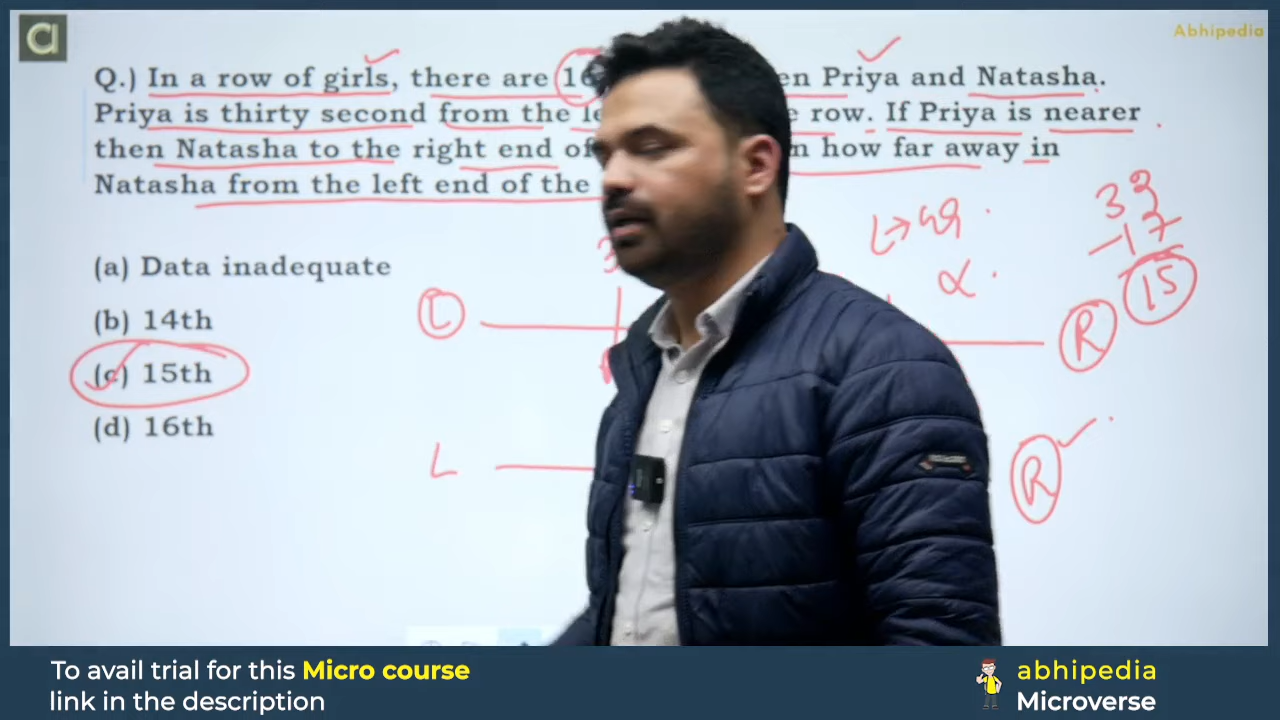 Abhipedia
Q.) In a row of girls, there are 16 Priya and Natasha.
Priya is thirty second from the row. If Priya is nearer
then Natasha to the right end of how far away in
Natasha from the left end of the
(a) Data inadequate
(b) 14th
(c) 15th
(d) 16th
L → 49
α
32
-17
15
L R
L R
To avail trial for this Micro course
link in the description
abhipedia
Microverse